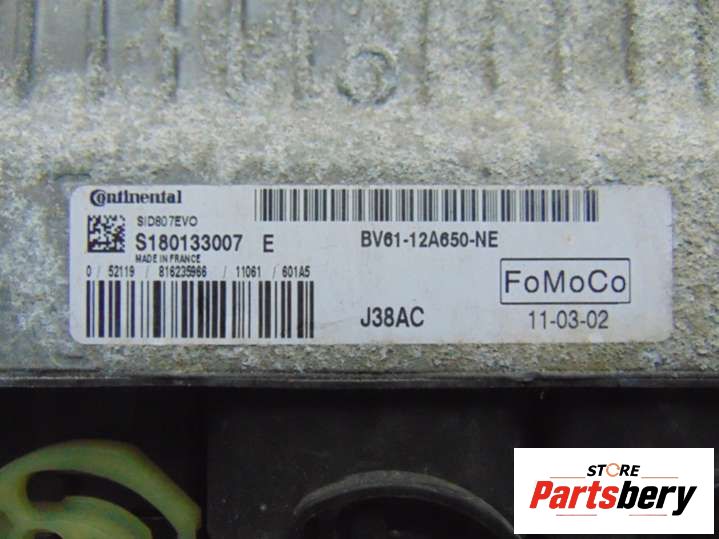 Continental
SID807EVO
S180133007 E
MADE IN FRANCE
0 / 52119 / 816235966 / 11061 / 601A5
BV61-12A650-NE
FoMoCo
J38AC
11-03-02
STORE
Partsbery